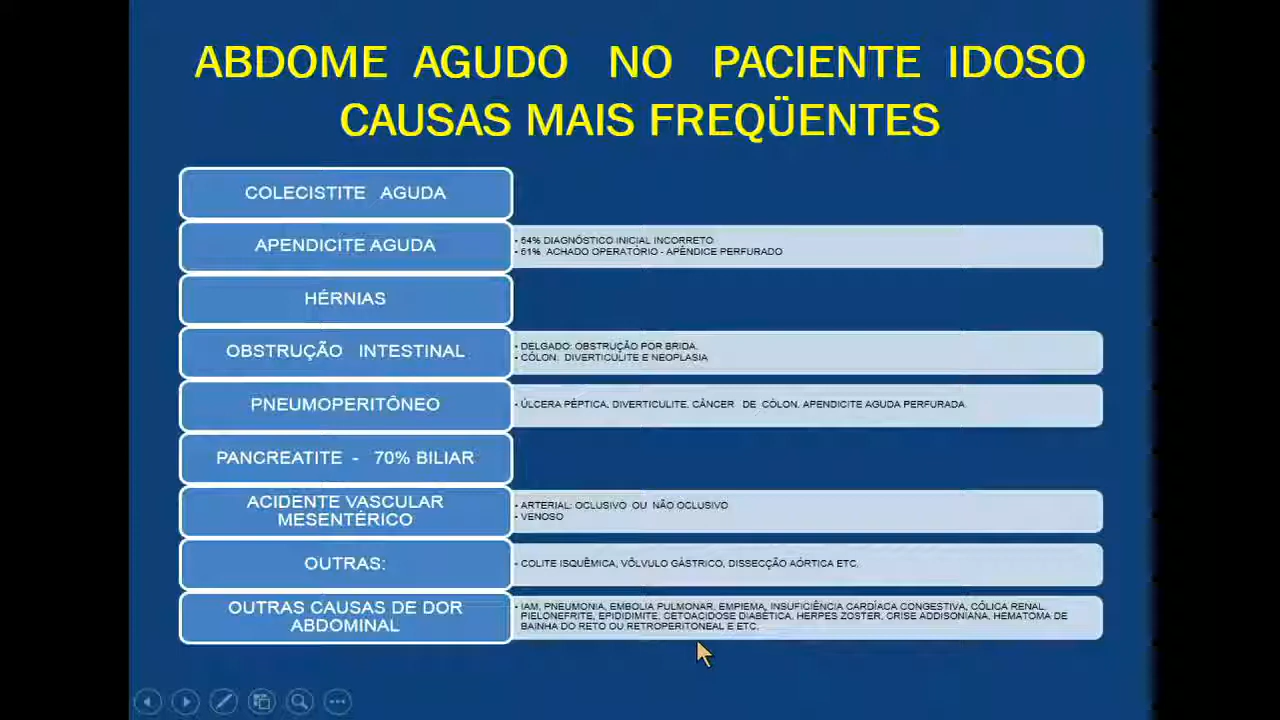 ABDOME AGUDO NO PACIENTE IDOSO
CAUSAS MAIS FREQÜENTES
COLECISTITE AGUDA
APENDICITE AGUDA
• 54% DIAGNÓSTICO INICIAL INCORRETO
• 51% ACHADO OPERATÓRIO - APÊNDICE PERFURADO
HÉRNIAS
OBSTRUÇÃO INTESTINAL
• DELGADO: OBSTRUÇÃO POR BRIDA.
• CÓLON: DIVERTICULITE E NEOPLASIA
PNEUMOPERITÔNEO
• ÚLCERA PÉPTICA, DIVERTICULITE, CÂNCER DE CÓLON, APENDICITE AGUDA PERFURADA.
PANCREATITE - 70% BILIAR
ACIDENTE VASCULAR
MESENTÉRICO
• ARTERIAL: OCLUSIVO OU NÃO OCLUSIVO
• VENOSO
OUTRAS:
• COLITE ISQUÊMICA, VÓLVULO GÁSTRICO, DISSECÇÃO AÓRTICA ETC.
OUTRAS CAUSAS DE DOR
ABDOMINAL
• IAM, PNEUMONIA, EMBOLIA PULMONAR, EMPIEMA, INSUFICIÊNCIA CARDÍACA CONGESTIVA, CÓLICA RENAL,
PIELONEFRITE, EPIDIDIMITE, CETOACIDOSE DIABÉTICA, HERPES ZOSTER, CRISE ADDISONIANA, HEMATOMA DE
BAINHA DO RETO OU RETROPERITONEAL E ETC.